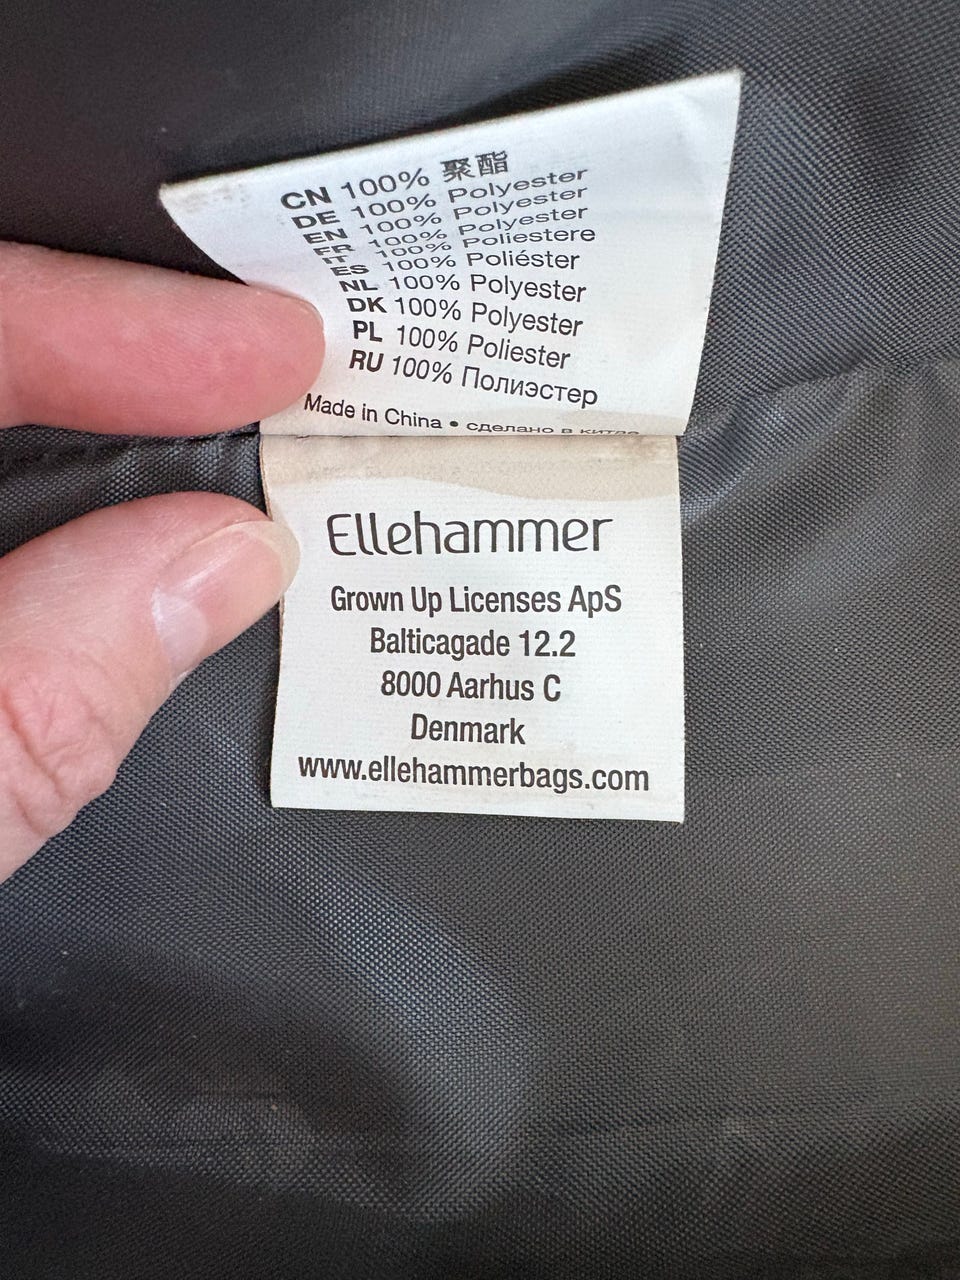 CN 100% 聚酯
DE 100% Polyester
EN 100% Polyester
FR 100% Polyester
IT 100% Poliestere
ES 100% Poliéster
NL 100% Polyester
DK 100% Polyester
PL 100% Poliester
RU 100% Полиэстер
Made in China • сделано в китае
Ellehammer
Grown Up Licenses ApS
Balticagade 12.2
8000 Aarhus C
Denmark
www.ellehammerbags.com